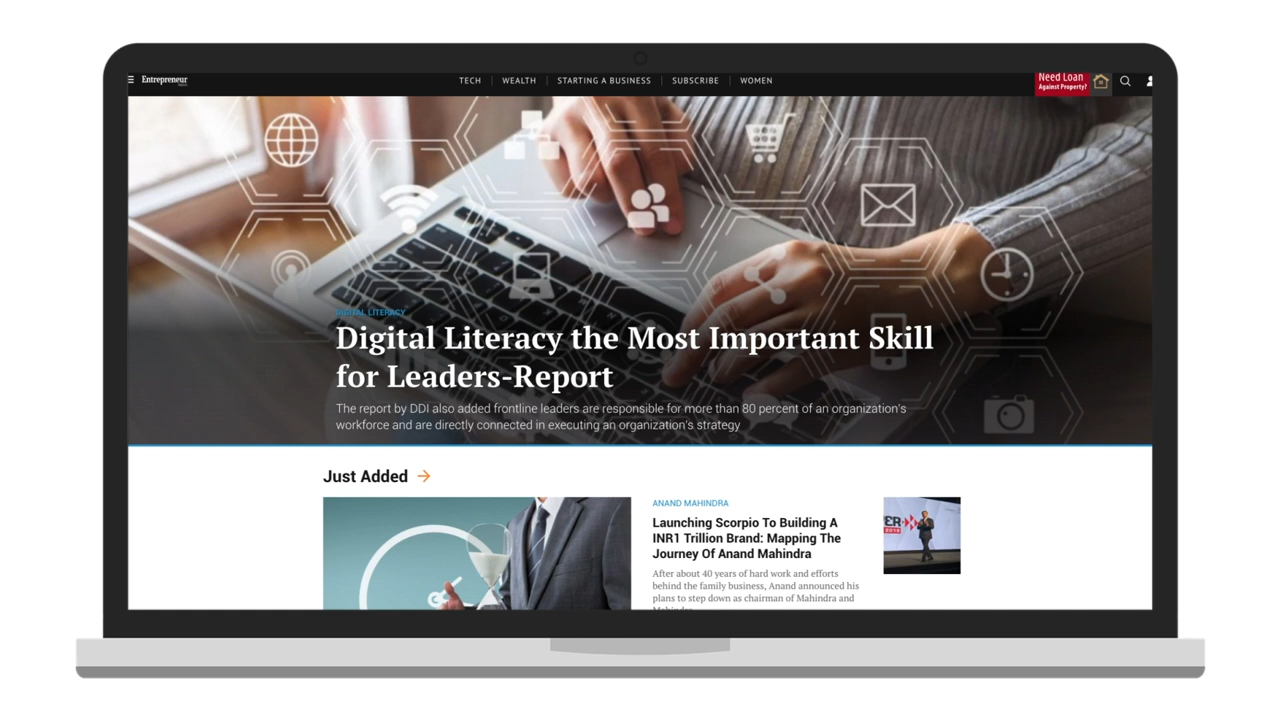 Entrepreneur
TECH
WEALTH
STARTING A BUSINESS
SUBSCRIBE
WOMEN
Need Loan
Against Property?
DIGITAL LITERACY
Digital Literacy the Most Important Skill
for Leaders-Report
The report by DDI also added frontline leaders are responsible for more than 80 percent of an organization's
workforce and are directly connected in executing an organization's strategy
Just Added
ANAND MAHINDRA
Launching Scorpio To Building A
INR1 Trillion Brand: Mapping The
Journey Of Anand Mahindra
After about 40 years of hard work and efforts
behind the family business, Anand announced his
plans to step down as chairman of Mahindra and
Mahindra
ER
2019